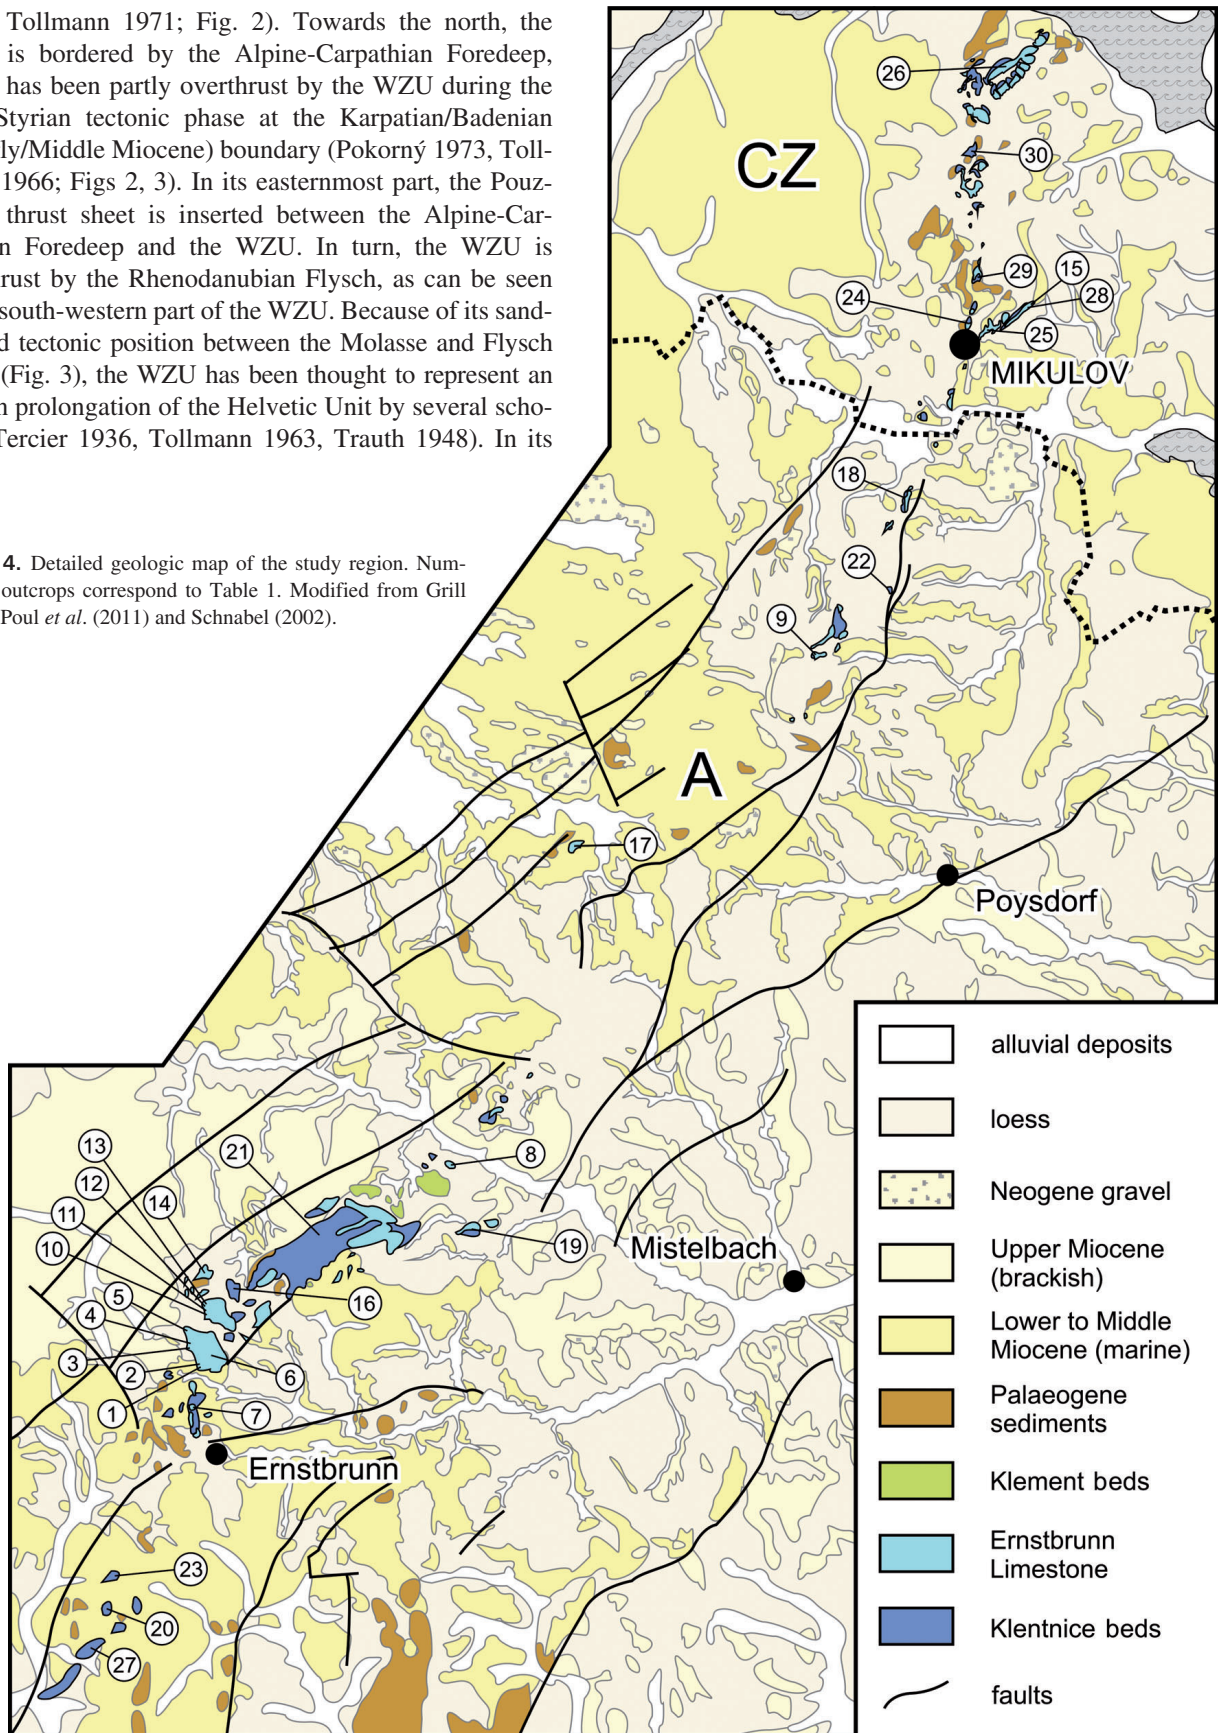 Tollmann 1971; Fig. 2). Towards the north, the
is bordered by the Alpine-Carpathian Foredeep,
has been partly overthrust by the WZU during the
Styrian tectonic phase at the Karpatian/Badenian
ly/Middle Miocene) boundary (Pokorný 1973, Toll-
1966; Figs 2, 3). In its easternmost part, the Pouz-
thrust sheet is inserted between the Alpine-Car-
n Foredeep and the WZU. In turn, the WZU is
rust by the Rhenodanubian Flysch, as can be seen
south-western part of the WZU. Because of its sand-
d tectonic position between the Molasse and Flysch
(Fig. 3), the WZU has been thought to represent an
n prolongation of the Helvetic Unit by several scho-
Tercier 1936, Tollmann 1963, Trauth 1948). In its
4. Detailed geologic map of the study region. Num-
outcrops correspond to Table 1. Modified from Grill
Poul et al. (2011) and Schnabel (2002).
26
CZ
30
29
15
24
28
25
MIKULOV
18
22
9
A
17
Poysdorf
13
21
8
12
14
11
10
19
Mistelbach
5
16
4
3
2
6
1
7
Ernstbrunn
23
20
27
alluvial deposits
loess
Neogene gravel
Upper Miocene
(brackish)
Lower to Middle
Miocene (marine)
Palaeogene
sediments
Klement beds
Ernstbrunn
Limestone
Klentnice beds
faults